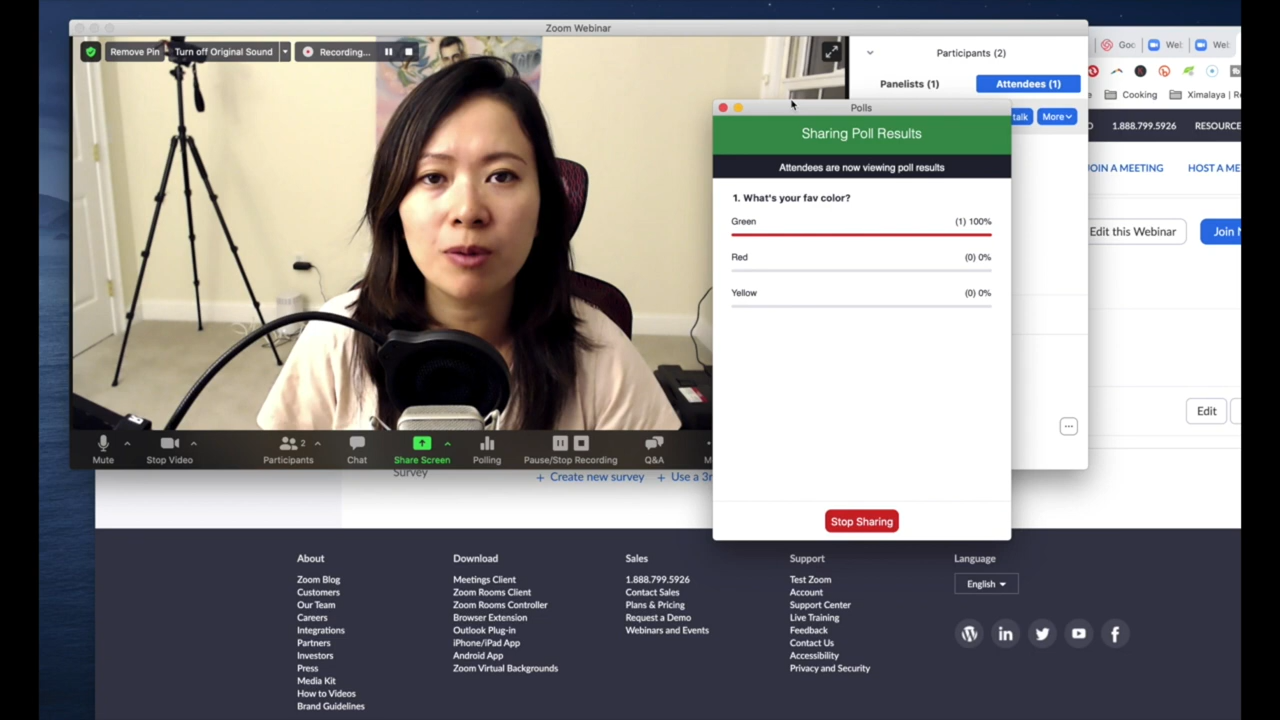 Zoom Webinar
Remove Pin
Turn off Original Sound
Recording...
Participants (2)
Panelists (1)
Attendees (1)
talk
More
Polls
Sharing Poll Results
Attendees are now viewing poll results
1. What's your fav color?
Green (1) 100%
Red (0) 0%
Yellow (0) 0%
Stop Sharing
Mute
Stop Video
2
Participants
Chat
Share Screen
Polling
Pause/Stop Recording
Q&A
M
Goc
Wel
Wel
Cooking
Ximalaya | Re
1.888.799.5926
RESOURCE
JOIN A MEETING
HOST A ME
Edit this Webinar
Join
Edit
Survey
+ Create new survey
+ Use a 3r
About
Zoom Blog
Customers
Our Team
Careers
Integrations
Partners
Investors
Press
Media Kit
How to Videos
Brand Guidelines
Download
Meetings Client
Zoom Rooms Client
Zoom Rooms Controller
Browser Extension
Outlook Plug-in
iPhone/iPad App
Android App
Zoom Virtual Backgrounds
Sales
1.888.799.5926
Contact Sales
Plans & Pricing
Request a Demo
Webinars and Events
Support
Test Zoom
Account
Support Center
Live Training
Feedback
Contact Us
Accessibility
Privacy and Security
Language
English